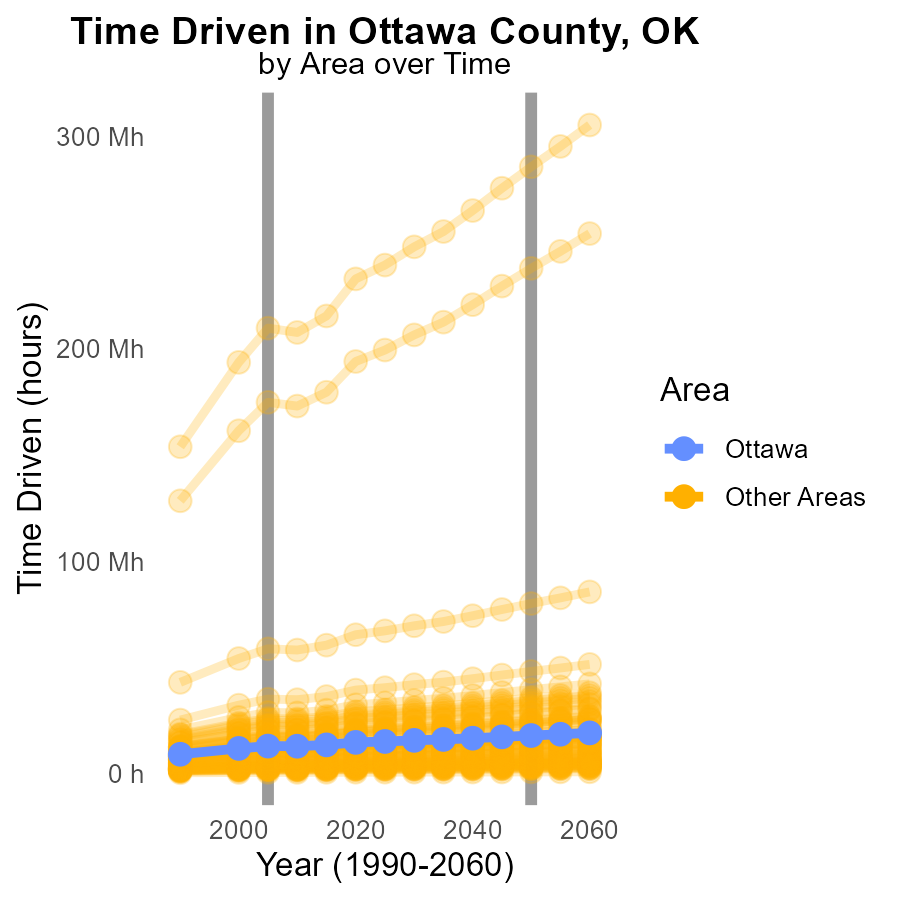 Time Driven in Ottawa County, OK
by Area over Time
Time Driven (hours)
300 Mh
200 Mh
100 Mh
0 h
2000 2020 2040 2060
Year (1990-2060)
Area
Ottawa
Other Areas